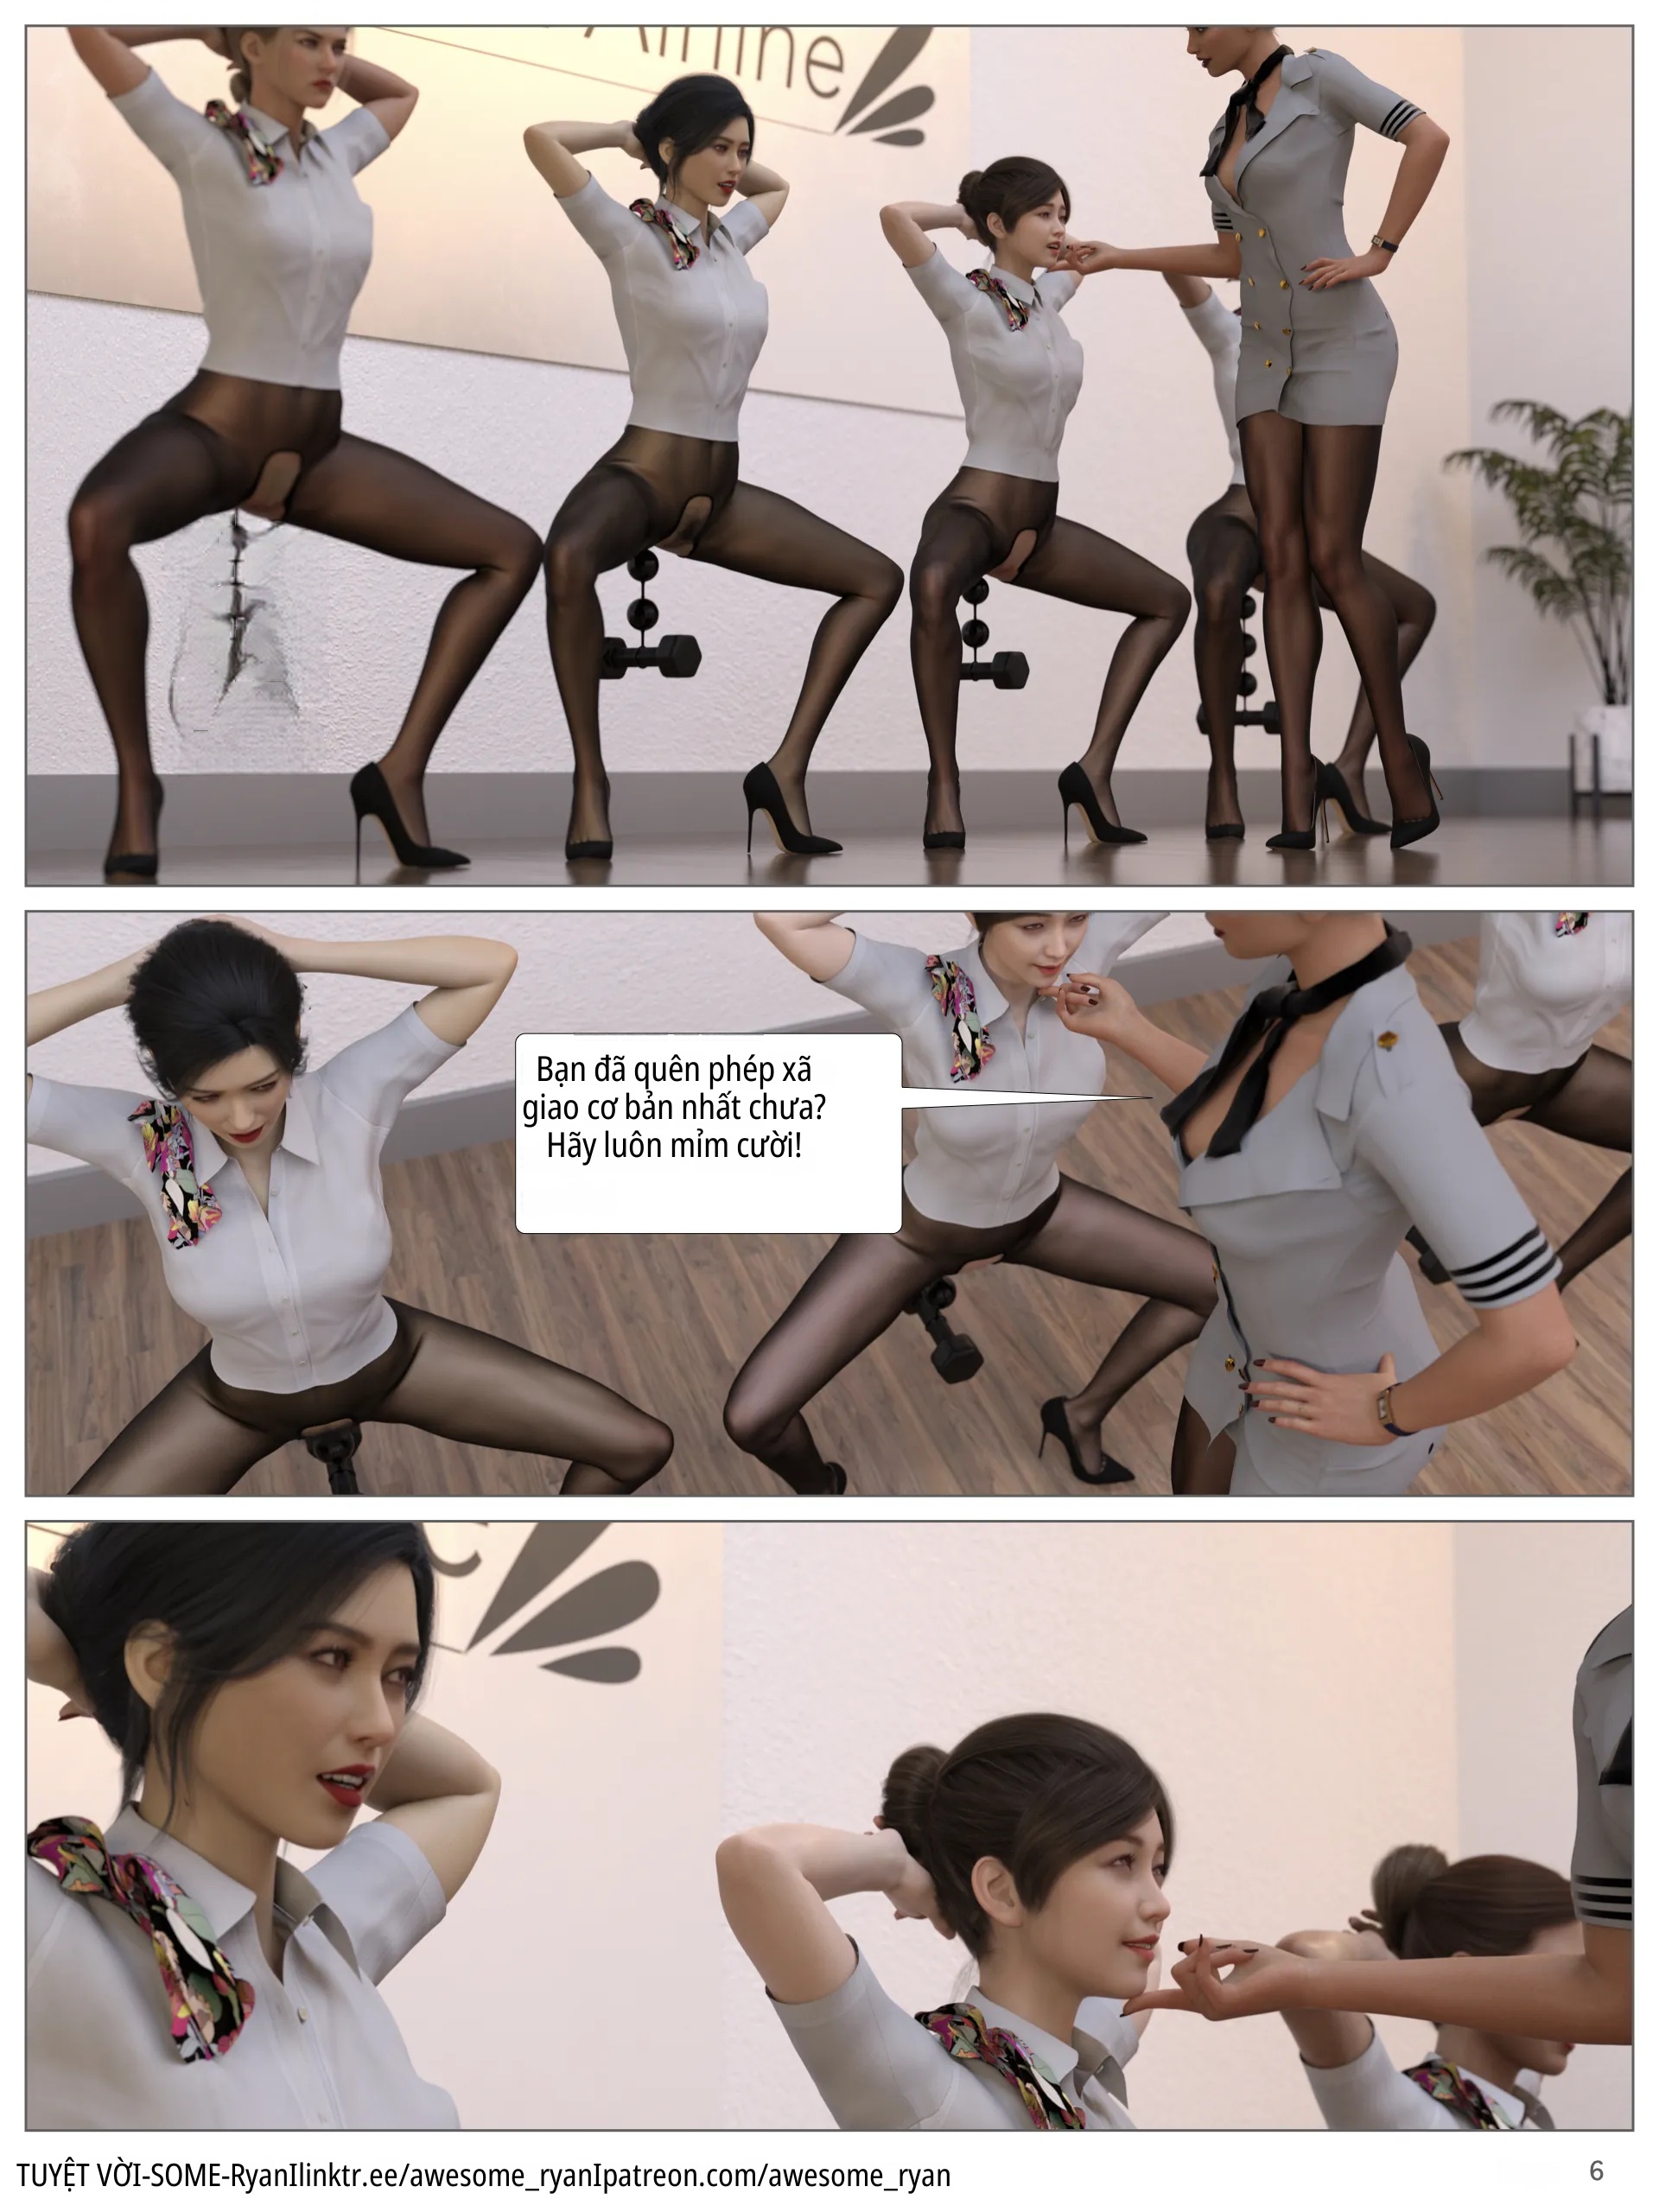 Airline
Bạn đã quên phép xã
giao cơ bản nhất chưa?
Hãy luôn mỉm cười!
TUYỆT VỜI-SOME-RyanIlinktr.ee/awesome_ryanIpatreon.com/awesome_ryan
6